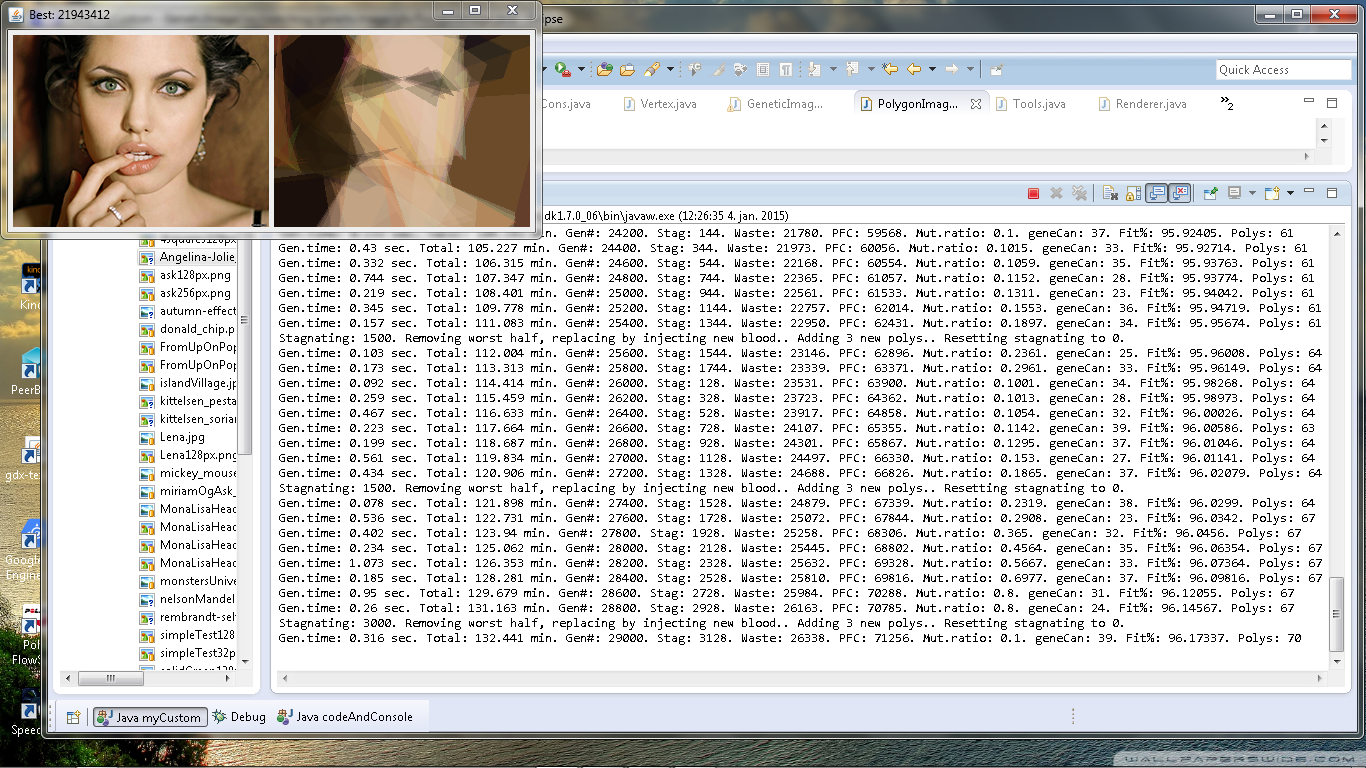 Best: 21943412
pse
Quick Access
Cons.java
Vertex.java
GeneticImag...
PolygonImag...
Tools.java
Renderer.java
»2
dk1.7.0_06\bin\javaw.exe (12:26:35 4. jan. 2015)
n. Gen#: 24200. Stag: 144. Waste: 21780. PFC: 59568. Mut.ratio: 0.1. geneCan: 37. Fit%: 95.92405. Polys: 61
Gen.time: 0.43 sec. Total: 105.227 min. Gen#: 24400. Stag: 344. Waste: 21973. PFC: 60056. Mut.ratio: 0.1015. geneCan: 33. Fit%: 95.92714. Polys: 61
Gen.time: 0.332 sec. Total: 106.315 min. Gen#: 24600. Stag: 544. Waste: 22168. PFC: 60554. Mut.ratio: 0.1059. geneCan: 35. Fit%: 95.93763. Polys: 61
Gen.time: 0.744 sec. Total: 107.347 min. Gen#: 24800. Stag: 744. Waste: 22365. PFC: 61057. Mut.ratio: 0.1152. geneCan: 28. Fit%: 95.93774. Polys: 61
Gen.time: 0.219 sec. Total: 108.401 min. Gen#: 25000. Stag: 944. Waste: 22561. PFC: 61533. Mut.ratio: 0.1311. geneCan: 23. Fit%: 95.94042. Polys: 61
Gen.time: 0.345 sec. Total: 109.778 min. Gen#: 25200. Stag: 1144. Waste: 22757. PFC: 62014. Mut.ratio: 0.1553. geneCan: 36. Fit%: 95.94719. Polys: 61
Gen.time: 0.157 sec. Total: 111.083 min. Gen#: 25400. Stag: 1344. Waste: 22950. PFC: 62431. Mut.ratio: 0.1897. geneCan: 34. Fit%: 95.95674. Polys: 61
Stagnating: 1500. Removing worst half, replacing by injecting new blood.. Adding 3 new polys.. Resetting stagnating to 0.
Gen.time: 0.103 sec. Total: 112.004 min. Gen#: 25600. Stag: 1544. Waste: 23146. PFC: 62896. Mut.ratio: 0.2361. geneCan: 25. Fit%: 95.96008. Polys: 64
Gen.time: 0.173 sec. Total: 113.313 min. Gen#: 25800. Stag: 1744. Waste: 23339. PFC: 63371. Mut.ratio: 0.2961. geneCan: 33. Fit%: 95.96149. Polys: 64
Gen.time: 0.092 sec. Total: 114.414 min. Gen#: 26000. Stag: 128. Waste: 23531. PFC: 63900. Mut.ratio: 0.1001. geneCan: 34. Fit%: 95.98268. Polys: 64
Gen.time: 0.259 sec. Total: 115.459 min. Gen#: 26200. Stag: 328. Waste: 23723. PFC: 64362. Mut.ratio: 0.1013. geneCan: 28. Fit%: 95.98973. Polys: 64
Gen.time: 0.467 sec. Total: 116.633 min. Gen#: 26400. Stag: 528. Waste: 23917. PFC: 64858. Mut.ratio: 0.1054. geneCan: 32. Fit%: 96.00026. Polys: 64
Gen.time: 0.223 sec. Total: 117.664 min. Gen#: 26600. Stag: 728. Waste: 24107. PFC: 65355. Mut.ratio: 0.1142. geneCan: 39. Fit%: 96.00586. Polys: 63
Gen.time: 0.199 sec. Total: 118.687 min. Gen#: 26800. Stag: 928. Waste: 24301. PFC: 65867. Mut.ratio: 0.1295. geneCan: 37. Fit%: 96.01046. Polys: 64
Gen.time: 0.561 sec. Total: 119.834 min. Gen#: 27000. Stag: 1128. Waste: 24497. PFC: 66330. Mut.ratio: 0.153. geneCan: 27. Fit%: 96.01141. Polys: 64
Gen.time: 0.434 sec. Total: 120.906 min. Gen#: 27200. Stag: 1328. Waste: 24688. PFC: 66826. Mut.ratio: 0.1865. geneCan: 37. Fit%: 96.02079. Polys: 64
Stagnating: 1500. Removing worst half, replacing by injecting new blood.. Adding 3 new polys.. Resetting stagnating to 0.
Gen.time: 0.078 sec. Total: 121.898 min. Gen#: 27400. Stag: 1528. Waste: 24879. PFC: 67339. Mut.ratio: 0.2319. geneCan: 38. Fit%: 96.0299. Polys: 64
Gen.time: 0.536 sec. Total: 122.731 min. Gen#: 27600. Stag: 1728. Waste: 25072. PFC: 67844. Mut.ratio: 0.2908. geneCan: 23. Fit%: 96.0342. Polys: 67
Gen.time: 0.402 sec. Total: 123.94 min. Gen#: 27800. Stag: 1928. Waste: 25258. PFC: 68306. Mut.ratio: 0.365. geneCan: 32. Fit%: 96.0456. Polys: 67
Gen.time: 0.234 sec. Total: 125.062 min. Gen#: 28000. Stag: 2128. Waste: 25445. PFC: 68802. Mut.ratio: 0.4564. geneCan: 35. Fit%: 96.06354. Polys: 67
Gen.time: 1.073 sec. Total: 126.353 min. Gen#: 28200. Stag: 2328. Waste: 25632. PFC: 69328. Mut.ratio: 0.5667. geneCan: 33. Fit%: 96.07364. Polys: 67
Gen.time: 0.185 sec. Total: 128.281 min. Gen#: 28400. Stag: 2528. Waste: 25810. PFC: 69816. Mut.ratio: 0.6977. geneCan: 37. Fit%: 96.09816. Polys: 67
Gen.time: 0.95 sec. Total: 129.679 min. Gen#: 28600. Stag: 2728. Waste: 25984. PFC: 70288. Mut.ratio: 0.8. geneCan: 31. Fit%: 96.12055. Polys: 67
Gen.time: 0.26 sec. Total: 131.163 min. Gen#: 28800. Stag: 2928. Waste: 26163. PFC: 70785. Mut.ratio: 0.8. geneCan: 24. Fit%: 96.14567. Polys: 67
Stagnating: 3000. Removing worst half, replacing by injecting new blood.. Adding 3 new polys.. Resetting stagnating to 0.
Gen.time: 0.316 sec. Total: 132.441 min. Gen#: 29000. Stag: 3128. Waste: 26338. PFC: 71256. Mut.ratio: 0.1. geneCan: 39. Fit%: 96.17337. Polys: 70
4squares128px
Angelina-Jolie
ask128px.png
ask256px.png
autumn-effect
donald_chip.p
FromUpOnPop
FromUpOnPop
islandVillage.jp
kittelsen_pesta
kittelsen_sorian
Lena.jpg
Lena128px.png
mickey_mouse
miriamOgAsk_
MonaLisaHead
MonaLisaHead
MonaLisaHead
MonaLisaHead
monstersUnive
nelsonMandel
rembrandt-self
simpleTest128
simpleTest32p
Kind
PeerB
gdx-te
Google
Engine
Pol
FlowS
Speec
Java myCustom
Debug
Java codeAndConsole
WALLPAPERSWIDE.COM